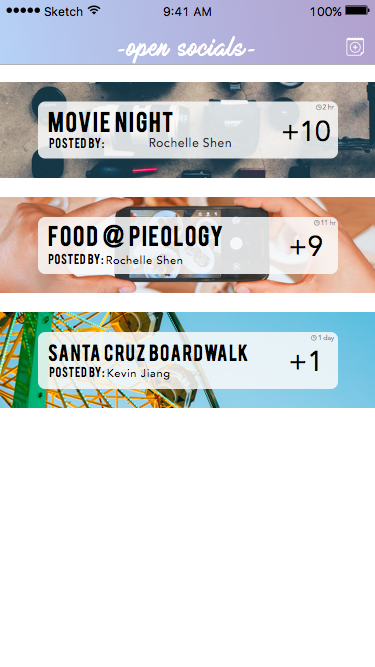 Sketch 9:41 AM 100%
-open socials-
2 hr
MOVIE NIGHT
+10
POSTED BY: Rochelle Shen
11 hr
FOOD @ PIEOLOGY
+9
POSTED BY: Rochelle Shen
1 day
SANTA CRUZ BOARDWALK
+1
POSTED BY: Kevin Jiang